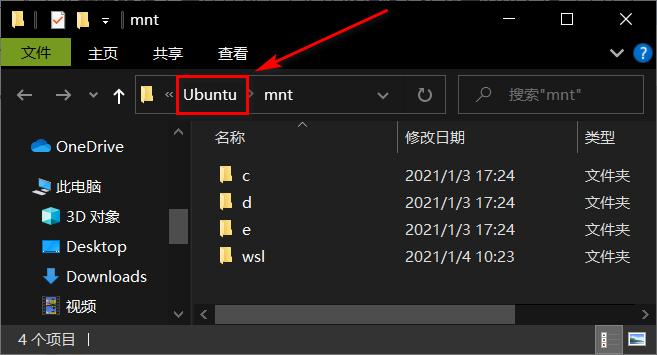 mnt
文件 主页 共享 查看
« Ubuntu > mnt 搜索"mnt"
名称 修改日期 类型
OneDrive
此电脑
3D 对象
Desktop
Downloads
视频
c 2021/1/3 17:24 文件夹
d 2021/1/3 17:24 文件夹
e 2021/1/3 17:24 文件夹
wsl 2021/1/4 10:23 文件夹
4 个项目